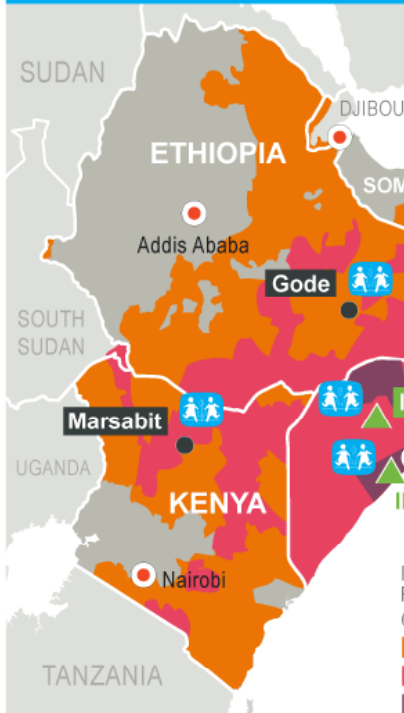 SUDAN
DJIBOU
ETHIOPIA
SOM
Addis Ababa
Gode
SOUTH
SUDAN
Marsabit
UGANDA
KENYA
Nairobi
TANZANIA